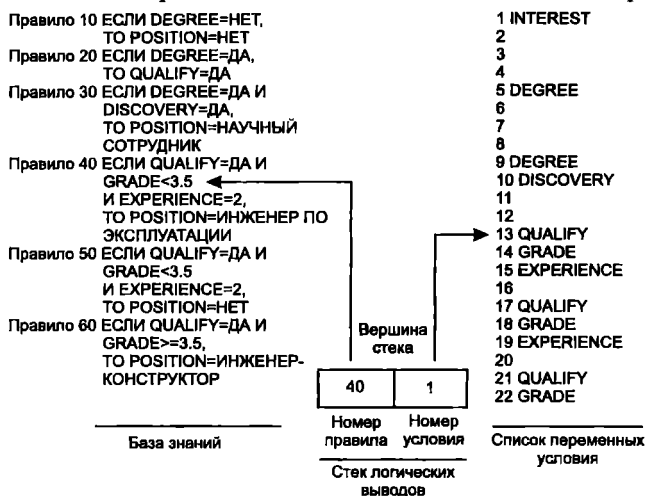 Правило 10 ЕСЛИ DEGREE=НЕТ,
ТО POSITION=НЕТ
Правило 20 ЕСЛИ DEGREE=ДА,
ТО QUALIFY=ДА
Правило 30 ЕСЛИ DEGREE=ДА И
DISCOVERY=ДА,
ТО POSITION=НАУЧНЫЙ
СОТРУДНИК
Правило 40 ЕСЛИ QUALIFY=ДА И
GRADE<3.5
И EXPERIENCE=2,
ТО POSITION=ИНЖЕНЕР ПО
ЭКСПЛУАТАЦИИ
Правило 50 ЕСЛИ QUALIFY=ДА И
GRADE<3.5
И EXPERIENCE=2,
ТО POSITION=НЕТ
Правило 60 ЕСЛИ QUALIFY=ДА И
GRADE>=3.5,
ТО POSITION=ИНЖЕНЕР-
КОНСТРУКТОР
База знаний
Вершина
стека
40 1
Номер правила
Номер условия
Стек логических
выводов
1 INTEREST
2
3
4
5 DEGREE
6
7
8
9 DEGREE
10 DISCOVERY
11
12
13 QUALIFY
14 GRADE
15 EXPERIENCE
16
17 QUALIFY
18 GRADE
19 EXPERIENCE
20
21 QUALIFY
22 GRADE
Список переменных
условия